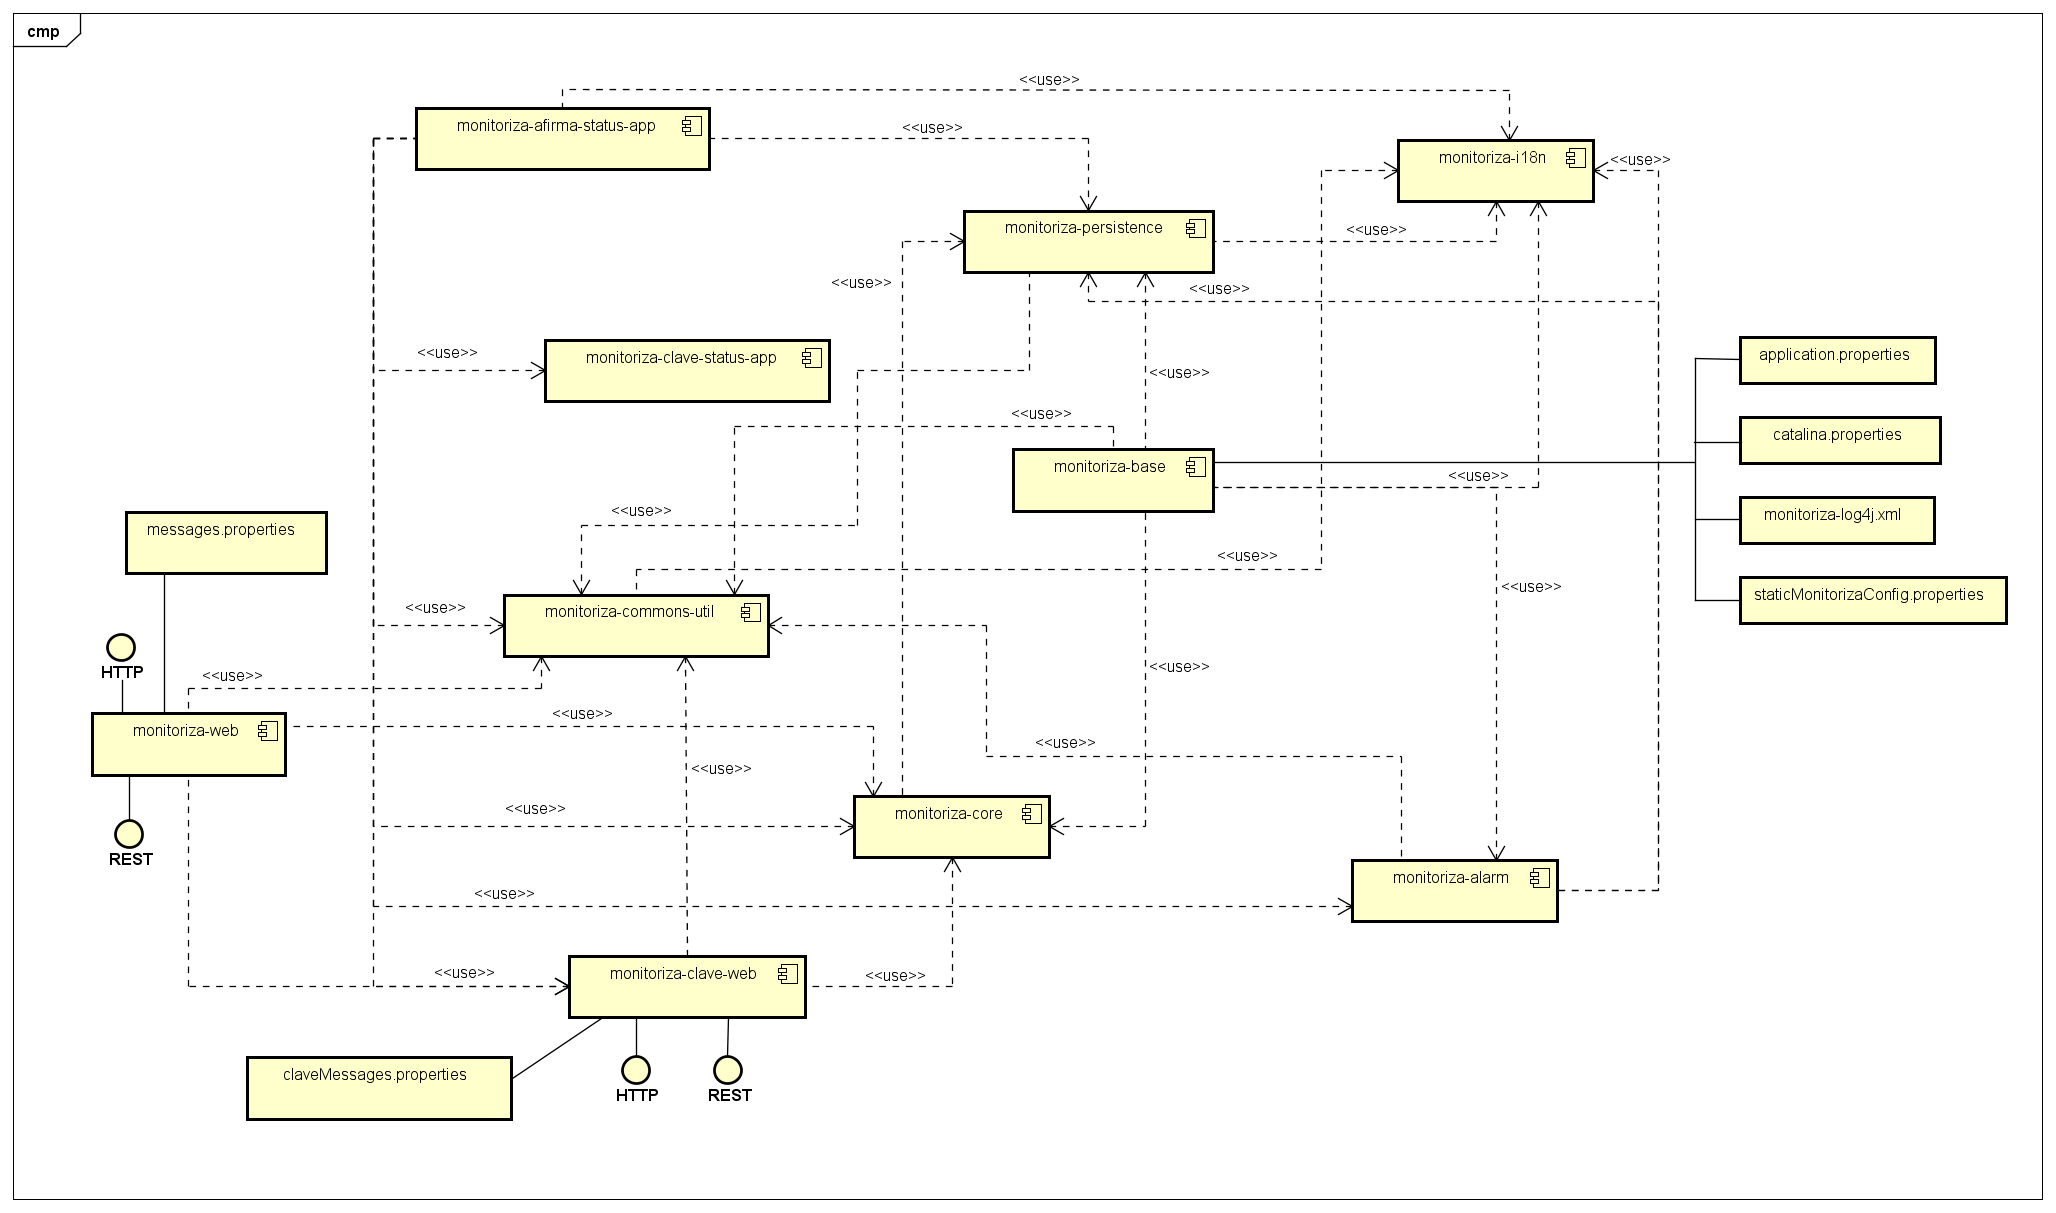 cmp
<<use>>
monitoriza-afirma-status-app
<<use>>
monitoriza-i18n
<<use>>
monitoriza-persistence
<<use>>
<<use>>
<<use>>
monitoriza-clave-status-app
<<use>>
<<use>>
application.properties
<<use>>
catalina.properties
monitoriza-base
<<use>>
<<use>>
monitoriza-log4j.xml
messages.properties
<<use>>
<<use>>
staticMonitorizaConfig.properties
<<use>>
monitoriza-commons-util
HTTP
<<use>>
<<use>>
<<use>>
monitoriza-web
<<use>>
<<use>>
<<use>>
monitoriza-core
REST
monitoriza-alarm
<<use>>
<<use>>
monitoriza-clave-web
<<use>>
claveMessages.properties
HTTP
REST